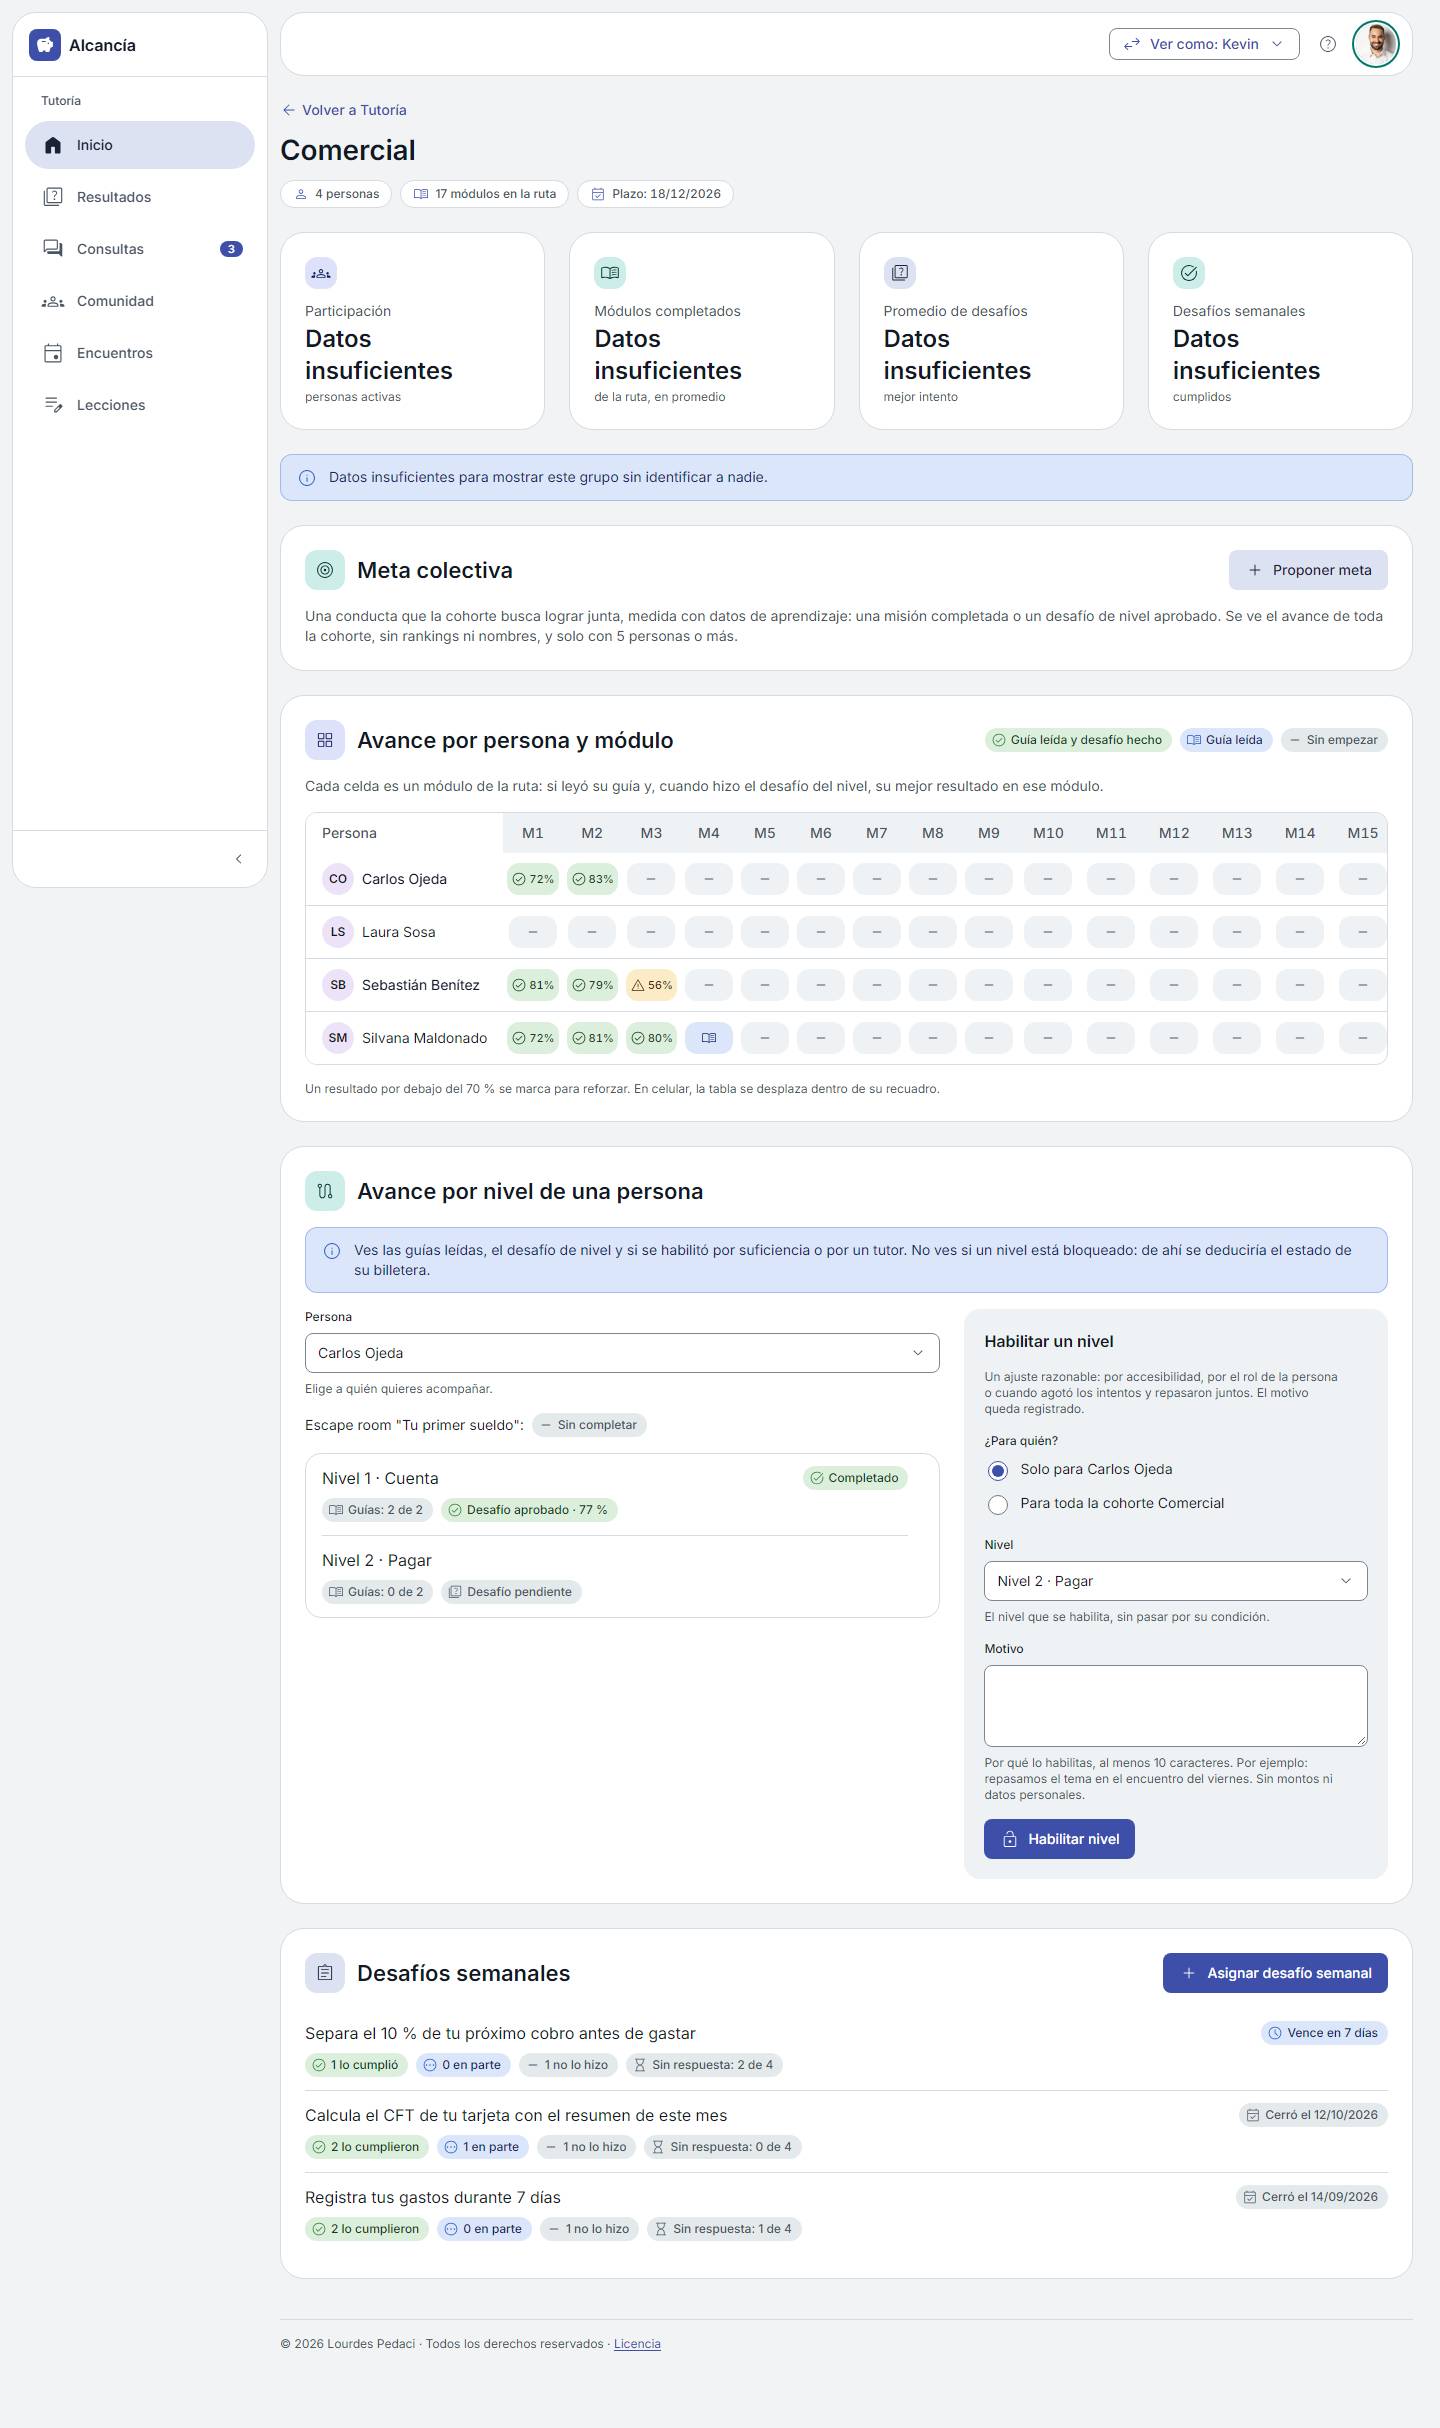 Alcancía
Ver como: Kevin
Tutoría
Inicio
Resultados
Consultas
3
Comunidad
Encuentros
Lecciones
Volver a Tutoría
Comercial
4 personas
17 módulos en la ruta
Plazo: 18/12/2026
Participación
Datos
insuficientes
personas activas
Módulos completados
Datos
insuficientes
de la ruta, en promedio
Promedio de desafíos
Datos
insuficientes
mejor intento
Desafíos semanales
Datos
insuficientes
cumplidos
Datos insuficientes para mostrar este grupo sin identificar a nadie.
Meta colectiva
Proponer meta
Una conducta que la cohorte busca lograr junta, medida con datos de aprendizaje: una misión completada o un desafío de nivel aprobado. Se ve el avance de toda
la cohorte, sin rankings ni nombres, y solo con 5 personas o más.
Avance por persona y módulo
Guía leída y desafío hecho
Guía leída
Sin empezar
Cada celda es un módulo de la ruta: si leyó su guía y, cuando hizo el desafío del nivel, su mejor resultado en ese módulo.
Persona M1 M2 M3 M4 M5 M6 M7 M8 M9 M10 M11 M12 M13 M14 M15
CO Carlos Ojeda 72% 83% – – – – – – – – – – – – –
LS Laura Sosa – – – – – – – – – – – – – – –
SB Sebastián Benítez 81% 79% 56% – – – – – – – – – – – –
SM Silvana Maldonado 72% 81% 80% – – – – – – – – – – –
Un resultado por debajo del 70 % se marca para reforzar. En celular, la tabla se desplaza dentro de su recuadro.
Avance por nivel de una persona
Ves las guías leídas, el desafío de nivel y si se habilitó por suficiencia o por un tutor. No ves si un nivel está bloqueado: de ahí se deduciría el estado de
su billetera.
Persona
Carlos Ojeda
Elige a quién quieres acompañar.
Escape room "Tu primer sueldo":
Sin completar
Nivel 1 · Cuenta
Completado
Guías: 2 de 2
Desafío aprobado · 77 %
Nivel 2 · Pagar
Guías: 0 de 2
Desafío pendiente
Habilitar un nivel
Un ajuste razonable: por accesibilidad, por el rol de la persona
o cuando agotó los intentos y repasaron juntos. El motivo
queda registrado.
¿Para quién?
Solo para Carlos Ojeda
Para toda la cohorte Comercial
Nivel
Nivel 2 · Pagar
El nivel que se habilita, sin pasar por su condición.
Motivo
Por qué lo habilitas, al menos 10 caracteres. Por ejemplo:
repasamos el tema en el encuentro del viernes. Sin montos ni
datos personales.
Habilitar nivel
Desafíos semanales
Asignar desafío semanal
Separa el 10 % de tu próximo cobro antes de gastar
Vence en 7 días
1 lo cumplió
0 en parte
1 no lo hizo
Sin respuesta: 2 de 4
Calcula el CFT de tu tarjeta con el resumen de este mes
Cerró el 12/10/2026
2 lo cumplieron
1 en parte
1 no lo hizo
Sin respuesta: 0 de 4
Registra tus gastos durante 7 días
Cerró el 14/09/2026
2 lo cumplieron
0 en parte
1 no lo hizo
Sin respuesta: 1 de 4
© 2026 Lourdes Pedaci · Todos los derechos reservados · Licencia